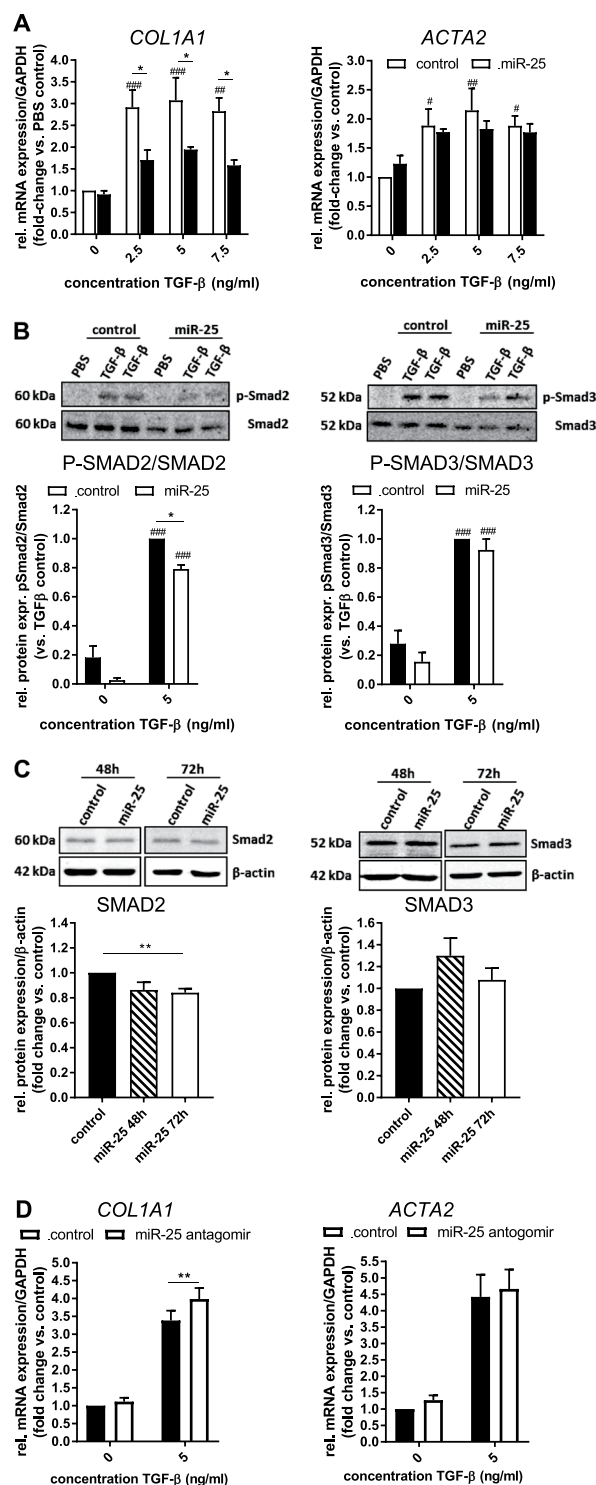 A
COL1A1
rel. mRNA expression/GAPDH
(fold-change vs. PBS control)
4.0
3.5
3.0
2.5
2.0
1.5
1.0
0.5
0.0
###
*
###
*
##
*
0
2.5
5
7.5
concentration TGF-β (ng/ml)
ACTA2
control
.miR-25
rel. mRNA expression/GAPDH
(fold-change vs. control)
3.0
2.5
2.0
1.5
1.0
0.5
0.0
#
##
#
0
2.5
5
7.5
concentration TGF-β (ng/ml)
B
control
miR-25
PBS
TGF-β
TGF-β
PBS
TGF-β
TGF-β
60 kDa
p-Smad2
60 kDa
Smad2
P-SMAD2/SMAD2
.control
miR-25
rel. protein expr. pSmad2/Smad2
(vs. TGFβ control)
1.2
1.0
0.8
0.6
0.4
0.2
0.0
*
###
###
0
5
concentration TGF-β (ng/ml)
control
miR-25
PBS
TGF-β
TGF-β
PBS
TGF-β
TGF-β
52 kDa
p-Smad3
52 kDa
Smad3
P-SMAD3/SMAD3
.control
miR-25
rel. protein expr. pSmad3/Smad3
(vs. TGFβ control)
1.2
1.0
0.8
0.6
0.4
0.2
0.0
###
###
0
5
concentration TGF-β (ng/ml)
C
48h
72h
control
miR-25
control
miR-25
60 kDa
Smad2
42 kDa
β-actin
SMAD2
rel. protein expression/β-actin
(fold change vs. control)
1.4
1.2
1.0
0.8
0.6
0.4
0.2
0.0
**
control
miR-25 48h
miR-25 72h
48h
72h
control
miR-25
control
miR-25
52 kDa
Smad3
42 kDa
β-actin
SMAD3
rel. protein expression/β-actin
(fold change vs. control)
1.6
1.4
1.2
1.0
0.8
0.6
0.4
0.2
0.0
control
miR-25 48h
miR-25 72h
D
COL1A1
.control
miR-25 antagomir
rel. mRNA expression/GAPDH
(fold change vs. control)
5.0
4.5
4.0
3.5
3.0
2.5
2.0
1.5
1.0
0.5
0.0
**
0
5
concentration TGF-β (ng/ml)
ACTA2
.control
miR-25 antogomir
rel. mRNA expression/GAPDH
(fold change vs. control)
5.5
5.0
4.5
4.0
3.5
3.0
2.5
2.0
1.5
1.0
0.5
0.0
0
5
concentration TGF-β (ng/ml)